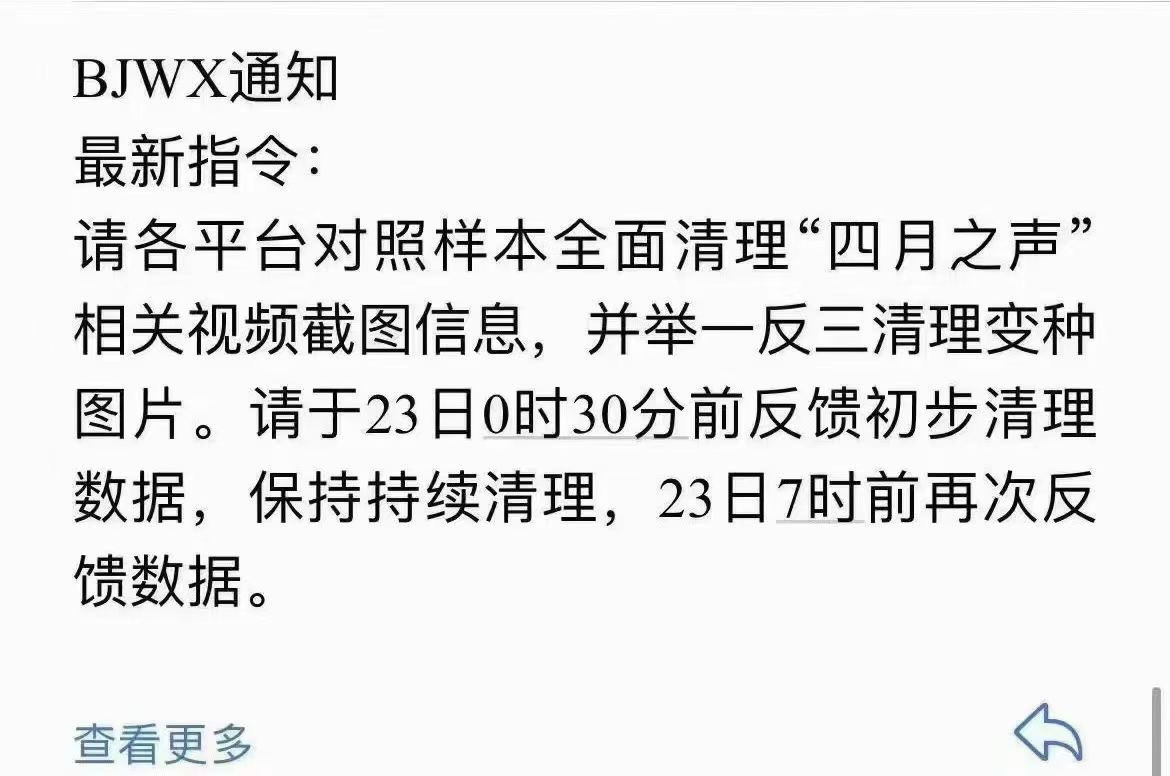 BJWX通知
最新指令：
请各平台对照样本全面清理“四月之声”
相关视频截图信息，并举一反三清理变种
图片。请于23日0时30分前反馈初步清理
数据，保持持续清理，23日7时前再次反
馈数据。
查看更多